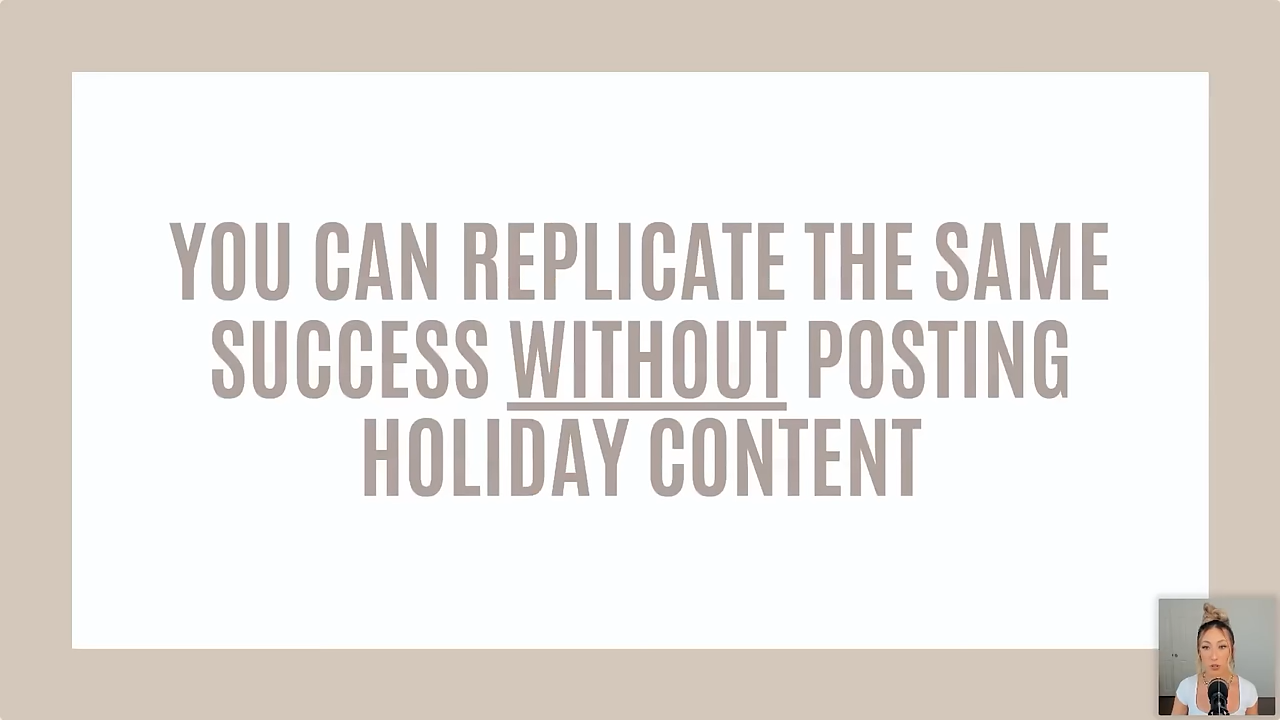 YOU CAN REPLICATE THE SAME
SUCCESS WITHOUT POSTING
HOLIDAY CONTENT